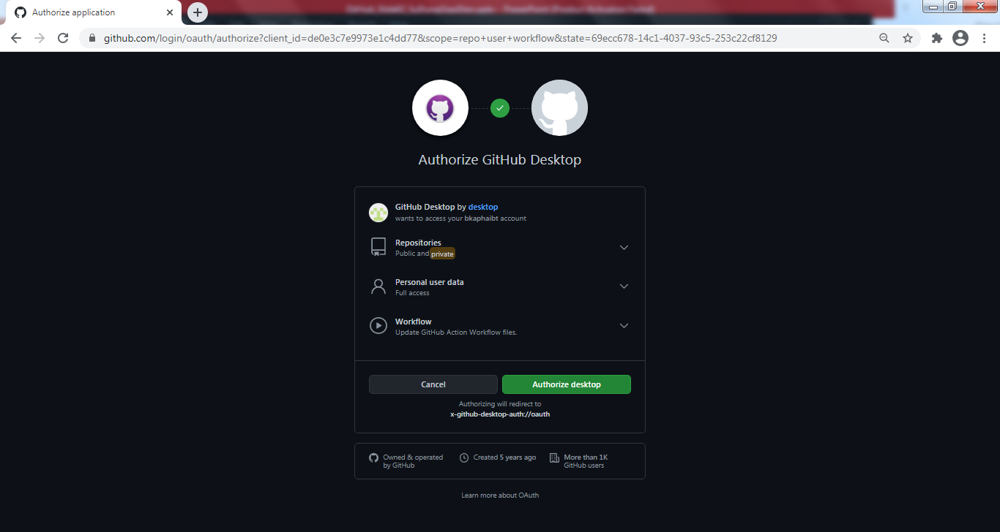 Authorize application
github.com/login/oauth/authorize?client_id=de0e3c7e9973e1c4dd77&scope=repo+user+workflow&state=69ecc678-14c1-4037-93c5-253c22cf8129
Authorize GitHub Desktop
GitHub Desktop by desktop
wants to access your bkaphaibt account
Repositories
Public and private
Personal user data
Full access
Workflow
Update GitHub Action Workflow files.
Cancel
Authorize desktop
Authorizing will redirect to
x-github-desktop-auth://oauth
Owned & operated
by GitHub
Created 5 years ago
More than 1K
GitHub users
Learn more about OAuth